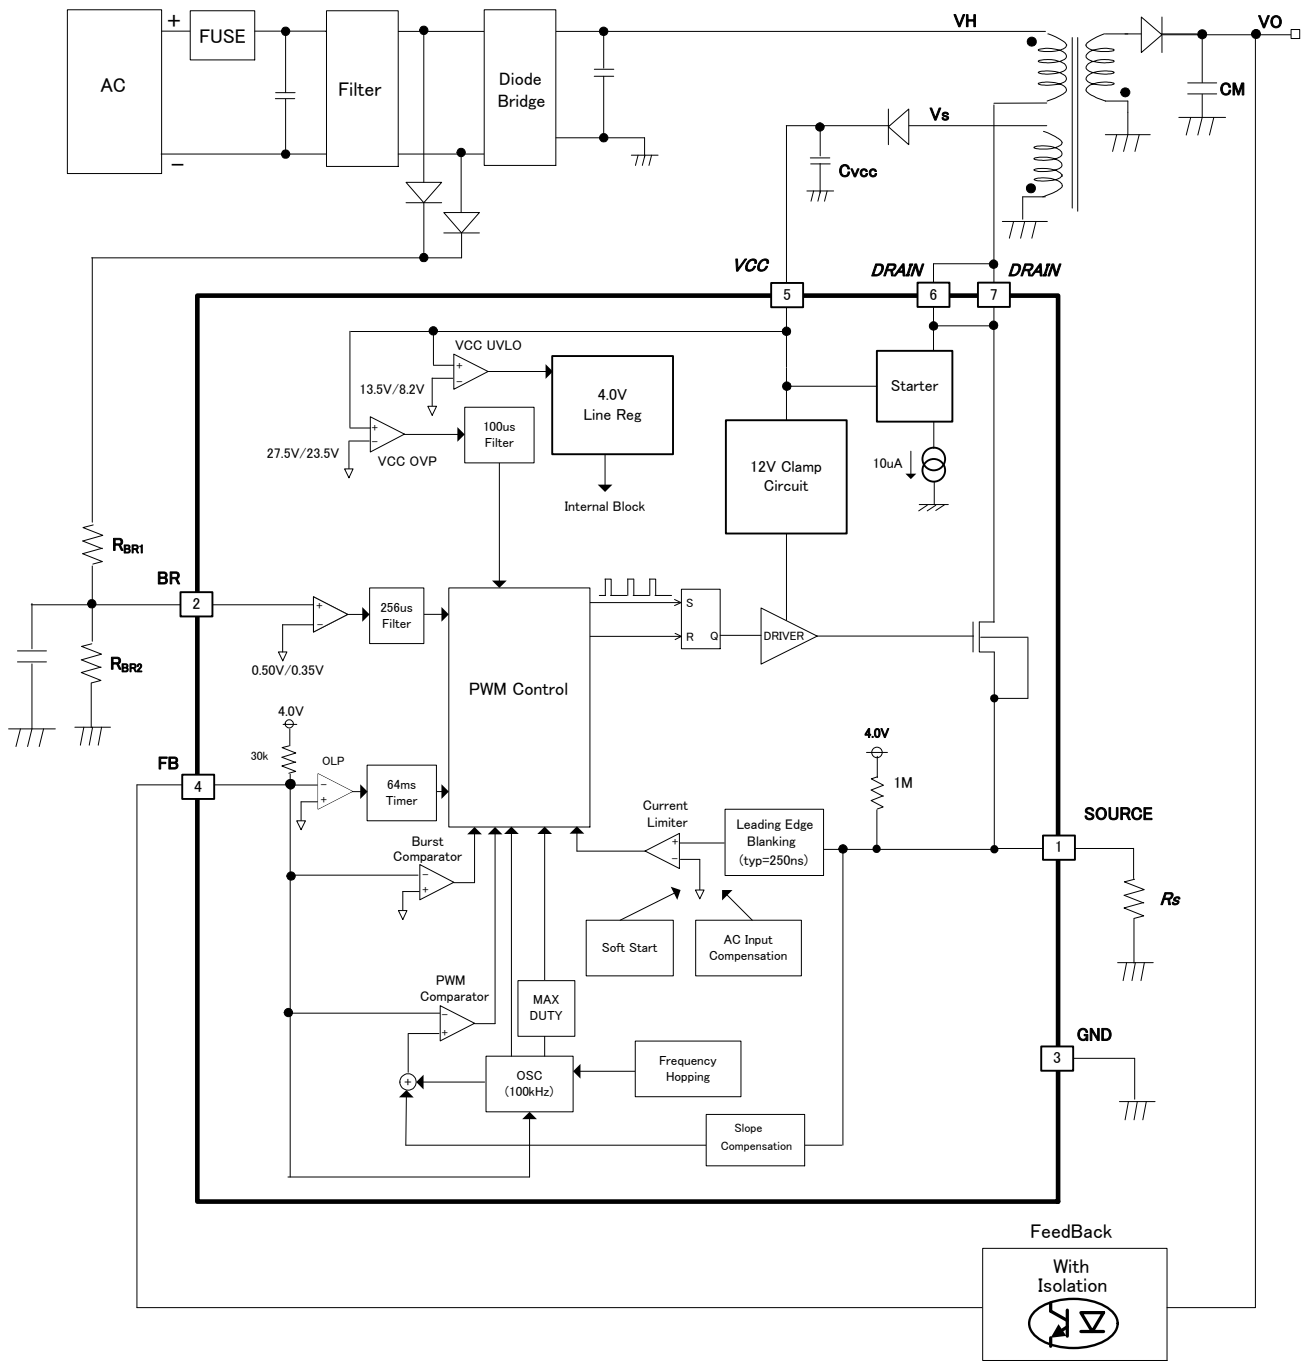 +
FUSE
AC
−
Filter
Diode
Bridge
VH
VO
CM
Vs
Cvcc
VCC
DRAIN
DRAIN
5
6
7
VCC UVLO
+
−
13.5V/8.2V
4.0V
Line Reg
Starter
+
−
27.5V/23.5V
VCC OVP
100us
Filter
12V Clamp
Circuit
10uA
Internal Block
RBR1
BR
2
+
−
256us
Filter
0.50V/0.35V
RBR2
PWM Control
S
R
Q
DRIVER
4.0V
30k
FB
4
OLP
−
+
64ms
Timer
4.0V
1M
Current
Limiter
+
−
Leading Edge
Blanking
(typ=250ns)
SOURCE
1
Rs
Burst
Comparator
−
+
Soft Start
AC Input
Compensation
PWM
Comparator
−
+
MAX
DUTY
GND
3
+
OSC
(100kHz)
Frequency
Hopping
Slope
Compensation
FeedBack
With
Isolation